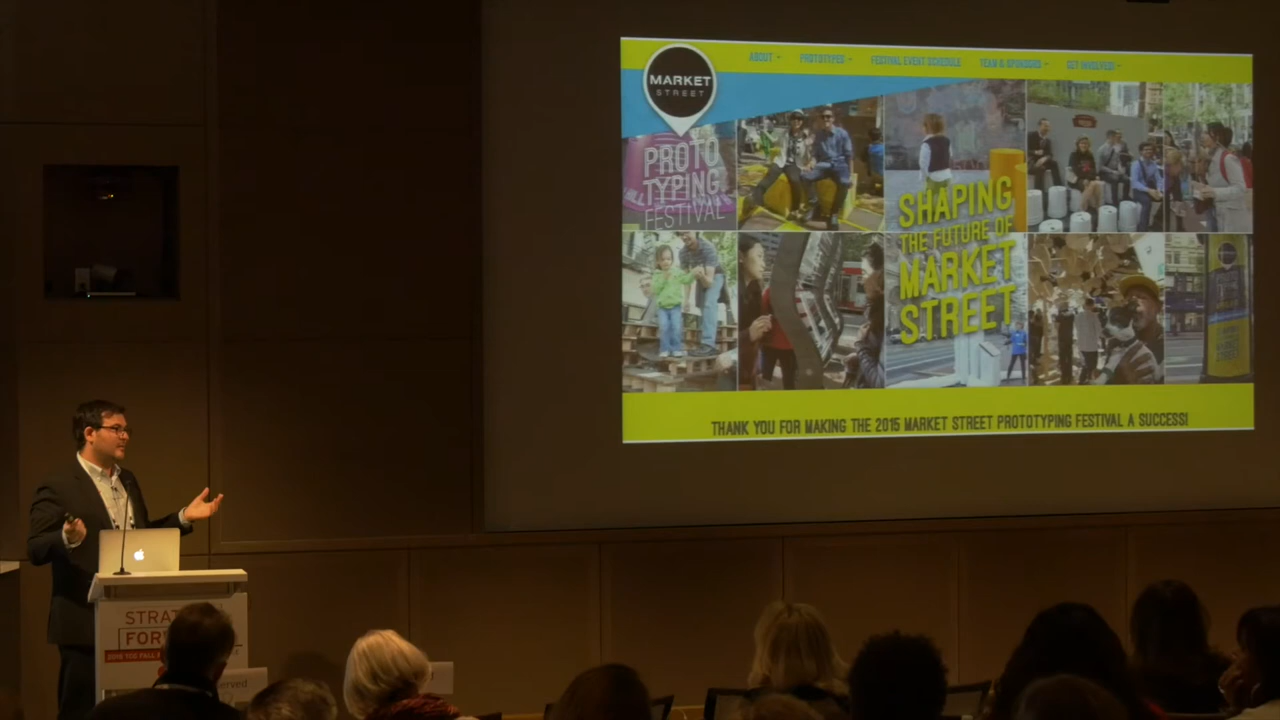 MARKET
STREET
ABOUT
PROTOTYPES
FESTIVAL EVENT SCHEDULE
TEAM & SPONSORS
GET INVOLVED!
PROTO
TYPING
FESTIVAL
SHAPING
THE FUTURE OF
MARKET
STREET
THANK YOU FOR MAKING THE 2015 MARKET STREET PROTOTYPING FESTIVAL A SUCCESS!
STRAT
FOR
FALL